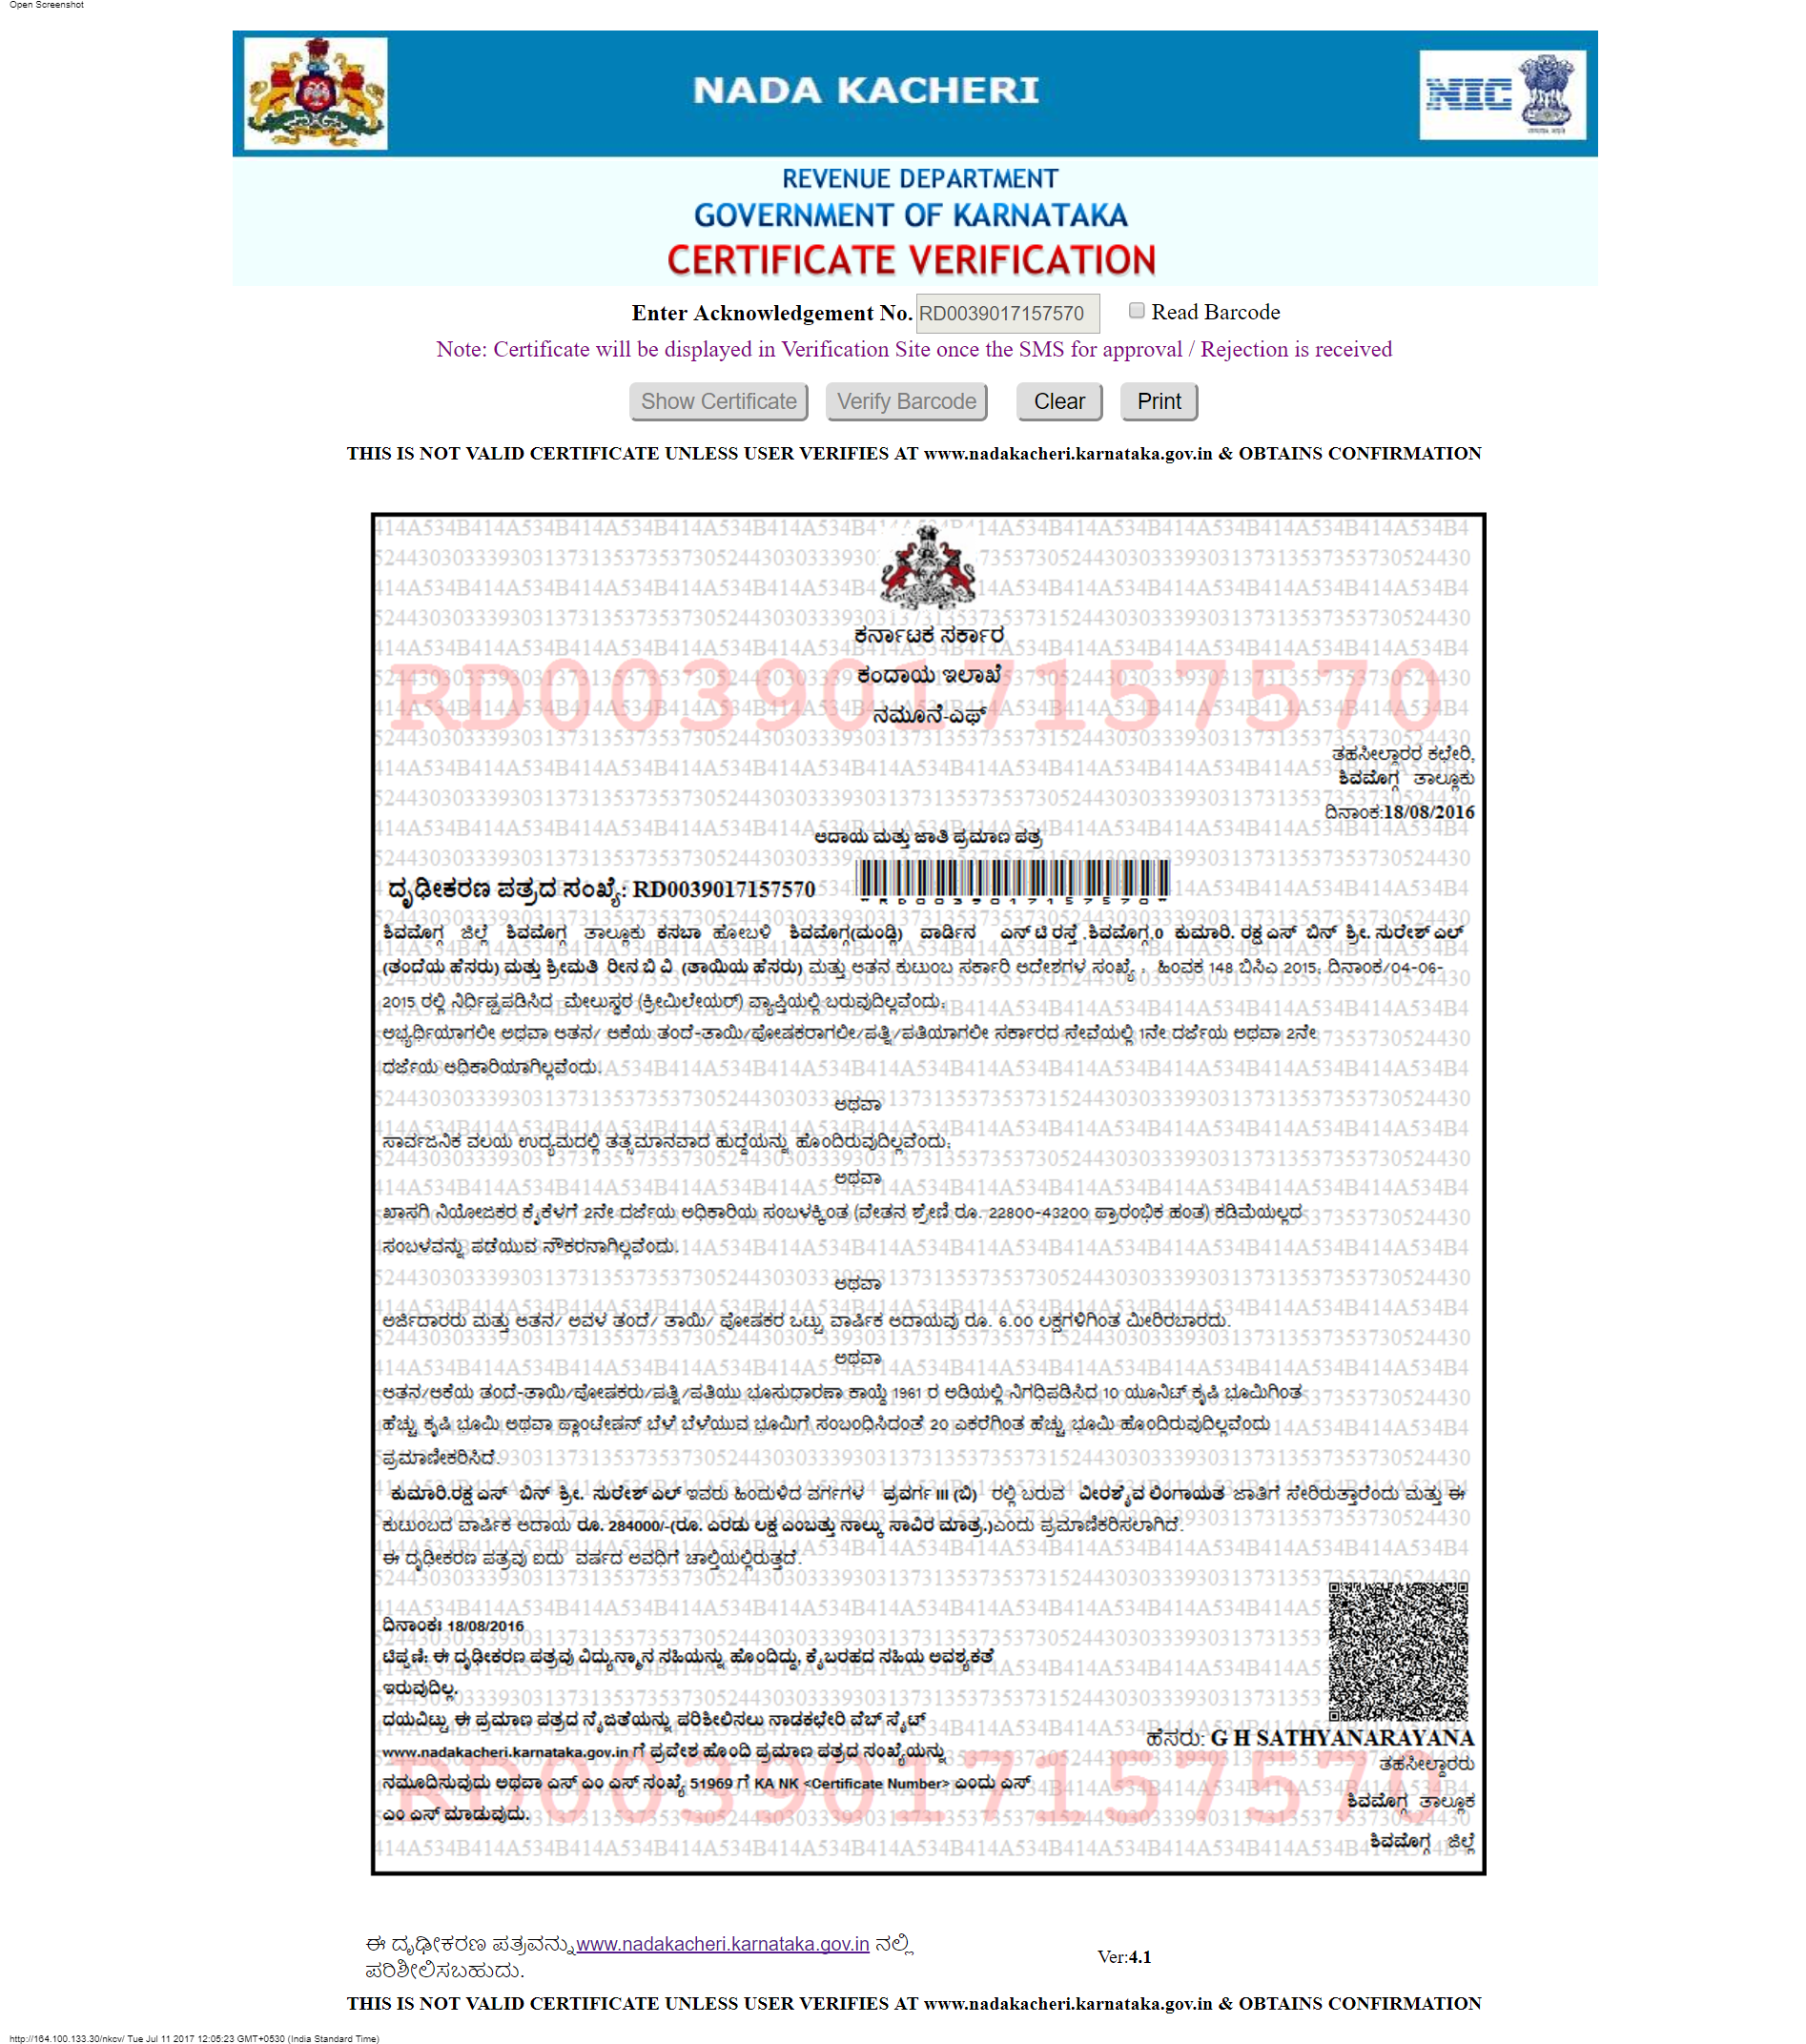 Open Screenshot
NADA KACHERI
NIC
REVENUE DEPARTMENT
GOVERNMENT OF KARNATAKA
CERTIFICATE VERIFICATION
Enter Acknowledgement No. RD0039017157570 Read Barcode
Note: Certificate will be displayed in Verification Site once the SMS for approval / Rejection is received
Show Certificate Verify Barcode Clear Print
THIS IS NOT VALID CERTIFICATE UNLESS USER VERIFIES AT www.nadakacheri.karnataka.gov.in & OBTAINS CONFIRMATION
ಕರ್ನಾಟಕ ಸರ್ಕಾರ
ಕಂದಾಯ ಇಲಾಖೆ
RD0039017157570
ನಮೂನೆ-ಎಫ್
ತಹಸೀಲ್ದಾರರ ಕಛೇರಿ,
ಶಿವಮೊಗ್ಗ ತಾಲ್ಲೂಕು
ದಿನಾಂಕ:18/08/2016
ಆದಾಯ ಮತ್ತು ಜಾತಿ ಪ್ರಮಾಣ ಪತ್ರ
ದೃಢೀಕರಣ ಪತ್ರದ ಸಂಖ್ಯೆ: RD0039017157570
*RD0039017157570*
ಶಿವಮೊಗ್ಗ ಜಿಲ್ಲೆ ಶಿವಮೊಗ್ಗ ತಾಲ್ಲೂಕು ಕಸಬಾ ಹೋಬಳಿ ಶಿವಮೊಗ್ಗ(ಮಂಡ್ಲಿ) ವಾರ್ಡಿನ ಎನ್ ಟಿ ರಸ್ತೆ ,ಶಿವಮೊಗ್ಗ,0 ಕುಮಾರಿ. ರಕ್ಷ ಎಸ್ ಬಿನ್ ಶ್ರೀ. ಸುರೇಶ್ ಎಲ್
(ತಂದೆಯ ಹೆಸರು) ಮತ್ತು ಶ್ರೀಮತಿ ರೀನ ಬಿ ವಿ (ತಾಯಿಯ ಹೆಸರು) ಮತ್ತು ಆತನ ಕುಟುಂಬ ಸರ್ಕಾರಿ ಆದೇಶಗಳ ಸಂಖ್ಯೆ : ಹಿಂವಕ 148 ಬಿಸಿಎ 2015, ದಿನಾಂಕ/04-06-
2015 ರಲ್ಲಿ ನಿರ್ಧಿಷ್ಟಪಡಿಸಿದ ಮೇಲುಸ್ಥರ (ಕ್ರೀಮಿಲೇಯರ್) ವ್ಯಾಪ್ತಿಯಲ್ಲಿ ಬರುವುದಿಲ್ಲವೆಂದು;
ಅಭ್ಯರ್ಥಿಯಾಗಲೀ ಅಥವಾ ಆತನ/ ಆಕೆಯ ತಂದೆ-ತಾಯಿ/ಪೋಷಕರಾಗಲೀ/ಪತ್ನಿ/ಪತಿಯಾಗಲೀ ಸರ್ಕಾರದ ಸೇವೆಯಲ್ಲಿ 1ನೇ ದರ್ಜೆಯ ಅಥವಾ 2ನೇ
ದರ್ಜೆಯ ಅಧಿಕಾರಿಯಾಗಿಲ್ಲವೆಂದು.
ಅಥವಾ
ಸಾರ್ವಜನಿಕ ವಲಯ ಉದ್ಯಮದಲ್ಲಿ ತತ್ಸಮಾನವಾದ ಹುದ್ದೆಯನ್ನು ಹೊಂದಿರುವುದಿಲ್ಲವೆಂದು;
ಅಥವಾ
ಖಾಸಗಿ ನಿಯೋಜಕರ ಕೈಕೆಳಗೆ 2ನೇ ದರ್ಜೆಯ ಅಧಿಕಾರಿಯ ಸಂಬಳಕ್ಕಿಂತ (ವೇತನ ಶ್ರೇಣಿ ರೂ. 22800-43200 ಪ್ರಾರಂಭಿಕ ಹಂತ) ಕಡಿಮೆಯಲ್ಲದ
ಸಂಬಳವನ್ನು ಪಡೆಯುವ ನೌಕರನಾಗಿಲ್ಲವೆಂದು.
ಅಥವಾ
ಅರ್ಜಿದಾರರು ಮತ್ತು ಆತನ/ ಅವಳ ತಂದೆ/ ತಾಯಿ/ ಪೋಷಕರ ಒಟ್ಟು ವಾರ್ಷಿಕ ಆದಾಯವು ರೂ. 6.00 ಲಕ್ಷಗಳಿಗಿಂತ ಮೀರಿರಬಾರದು.
ಅಥವಾ
ಆತನ/ಆಕೆಯ ತಂದೆ-ತಾಯಿ/ಪೋಷಕರು/ಪತ್ನಿ/ಪತಿಯು ಭೂಸುಧಾರಣಾ ಕಾಯ್ದೆ 1961 ರ ಅಡಿಯಲ್ಲಿ ನಿಗಧಿಪಡಿಸಿದ 10 ಯೂನಿಟ್ ಕೃಷಿ ಭೂಮಿಗಿಂತ
ಹೆಚ್ಚು ಕೃಷಿ ಭೂಮಿ ಅಥವಾ ಪ್ಲಾಂಟೇಷನ್ ಬೆಳೆ ಬೆಳೆಯುವ ಭೂಮಿಗೆ ಸಂಬಂಧಿಸಿದಂತೆ 20 ಎಕರೆಗಿಂತ ಹೆಚ್ಚು ಭೂಮಿ ಹೊಂದಿರುವುದಿಲ್ಲವೆಂದು
ಪ್ರಮಾಣೀಕರಿಸಿದೆ.
ಕುಮಾರಿ.ರಕ್ಷ ಎಸ್ ಬಿನ್ ಶ್ರೀ. ಸುರೇಶ್ ಎಲ್ ಇವರು ಹಿಂದುಳಿದ ವರ್ಗಗಳ ಪ್ರವರ್ಗ III (ಬಿ) ರಲ್ಲಿ ಬರುವ ವೀರಶೈವ ಲಿಂಗಾಯತ ಜಾತಿಗೆ ಸೇರಿರುತ್ತಾರೆಂದು ಮತ್ತು ಈ
ಕುಟುಂಬದ ವಾರ್ಷಿಕ ಆದಾಯ ರೂ. 284000/-(ರೂ. ಎರಡು ಲಕ್ಷ ಎಂಬತ್ತು ನಾಲ್ಕು ಸಾವಿರ ಮಾತ್ರ.)ಎಂದು ಪ್ರಮಾಣಿಕರಿಸಲಾಗಿದೆ.
ಈ ದೃಢೀಕರಣ ಪತ್ರವು ಐದು ವರ್ಷದ ಅವಧಿಗೆ ಚಾಲ್ತಿಯಲ್ಲಿರುತ್ತದೆ.
ದಿನಾಂಕ: 18/08/2016
ಟಿಪ್ಪಣಿ: ಈ ದೃಢೀಕರಣ ಪತ್ರವು ವಿದ್ಯುನ್ಮಾನ ಸಹಿಯನ್ನು ಹೊಂದಿದ್ದು, ಕೈಬರಹದ ಸಹಿಯ ಅವಶ್ಯಕತೆ
ಇರುವುದಿಲ್ಲ.
ದಯವಿಟ್ಟು ಈ ಪ್ರಮಾಣ ಪತ್ರದ ನೈಜತೆಯನ್ನು ಪರಿಶೀಲಿಸಲು ನಾಡಕಛೇರಿ ವೆಬ್ ಸೈಟ್
www.nadakacheri.karnataka.gov.in ಗೆ ಪ್ರವೇಶ ಹೊಂದಿ ಪ್ರಮಾಣ ಪತ್ರದ ಸಂಖ್ಯೆಯನ್ನು
ನಮೂದಿಸುವುದು ಅಥವಾ ಎಸ್ ಎಂ ಎಸ್ ಸಂಖ್ಯೆ 51969 ಗೆ KA NK <Certificate Number> ಎಂದು ಎಸ್
ಎಂ ಎಸ್ ಮಾಡುವುದು.
ಹೆಸರು: G H SATHYANARAYANA
ತಹಸೀಲ್ದಾರರು
RD0039017157570
ಶಿವಮೊಗ್ಗ ತಾಲ್ಲೂಕ
ಶಿವಮೊಗ್ಗ ಜಿಲ್ಲೆ
ಈ ದೃಢೀಕರಣ ಪತ್ರವನ್ನು www.nadakacheri.karnataka.gov.in ನಲ್ಲಿ
ಪರಿಶೀಲಿಸಬಹುದು.
Ver:4.1
THIS IS NOT VALID CERTIFICATE UNLESS USER VERIFIES AT www.nadakacheri.karnataka.gov.in & OBTAINS CONFIRMATION
http://164.100.133.30/nkcv/ Tue Jul 11 2017 12:05:23 GMT+0530 (India Standard Time)